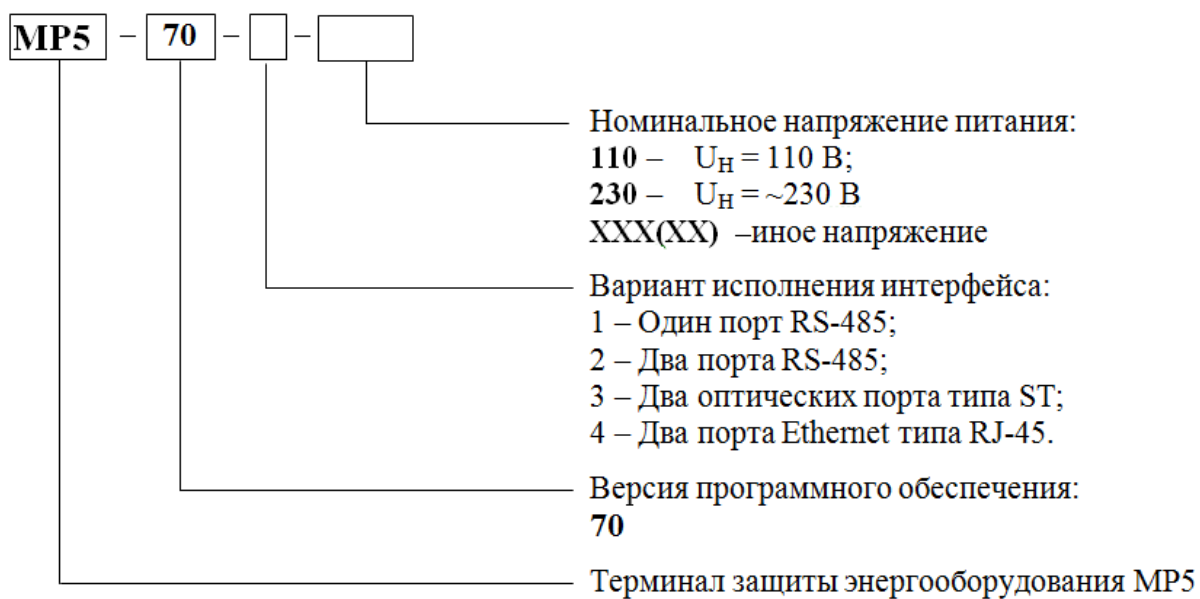 МР5 – 70 – –
Номинальное напряжение питания:
110 – UН = 110 В;
230 – UН = ~230 В
XXX(XX) –иное напряжение
Вариант исполнения интерфейса:
1 – Один порт RS-485;
2 – Два порта RS-485;
3 – Два оптических порта типа ST;
4 – Два порта Ethernet типа RJ-45.
Версия программного обеспечения:
70
Терминал защиты энергооборудования МР5